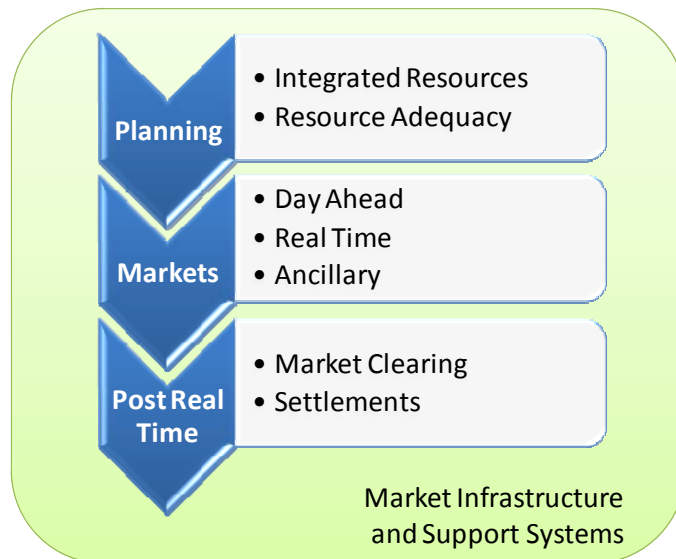 Planning
• Integrated Resources
• Resource Adequacy
Markets
• Day Ahead
• Real Time
• Ancillary
Post Real
Time
• Market Clearing
• Settlements
Market Infrastructure
and Support Systems